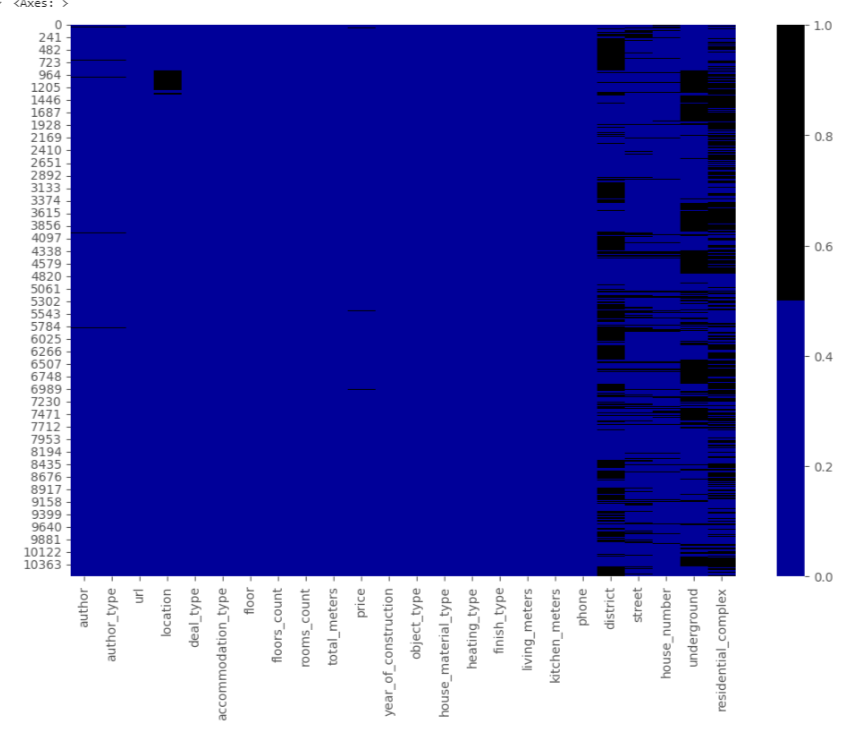 <Axes: >
0
241
482
723
964
1205
1446
1687
1928
2169
2410
2651
2892
3133
3374
3615
3856
4097
4338
4579
4820
5061
5302
5543
5784
6025
6266
6507
6748
6989
7230
7471
7712
7953
8194
8435
8676
8917
9158
9399
9640
9881
10122
10363
1.0
0.8
0.6
0.4
0.2
0.0
author
author_type
url
location
deal_type
accommodation_type
floor
floors_count
rooms_count
total_meters
price
year_of_construction
object_type
house_material_type
heating_type
finish_type
living_meters
kitchen_meters
phone
district
street
house_number
underground
residential_complex